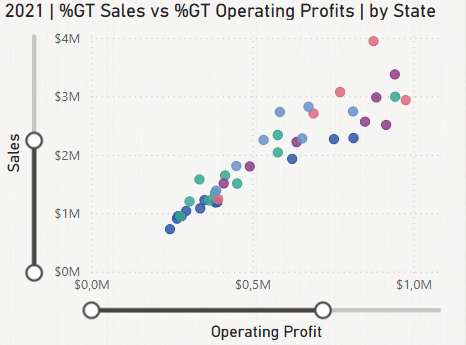 2021 | %GT Sales vs %GT Operating Profits | by State
$4M
$3M
$2M
$1M
$0M
Sales
$0,0M
$0,5M
$1,0M
Operating Profit